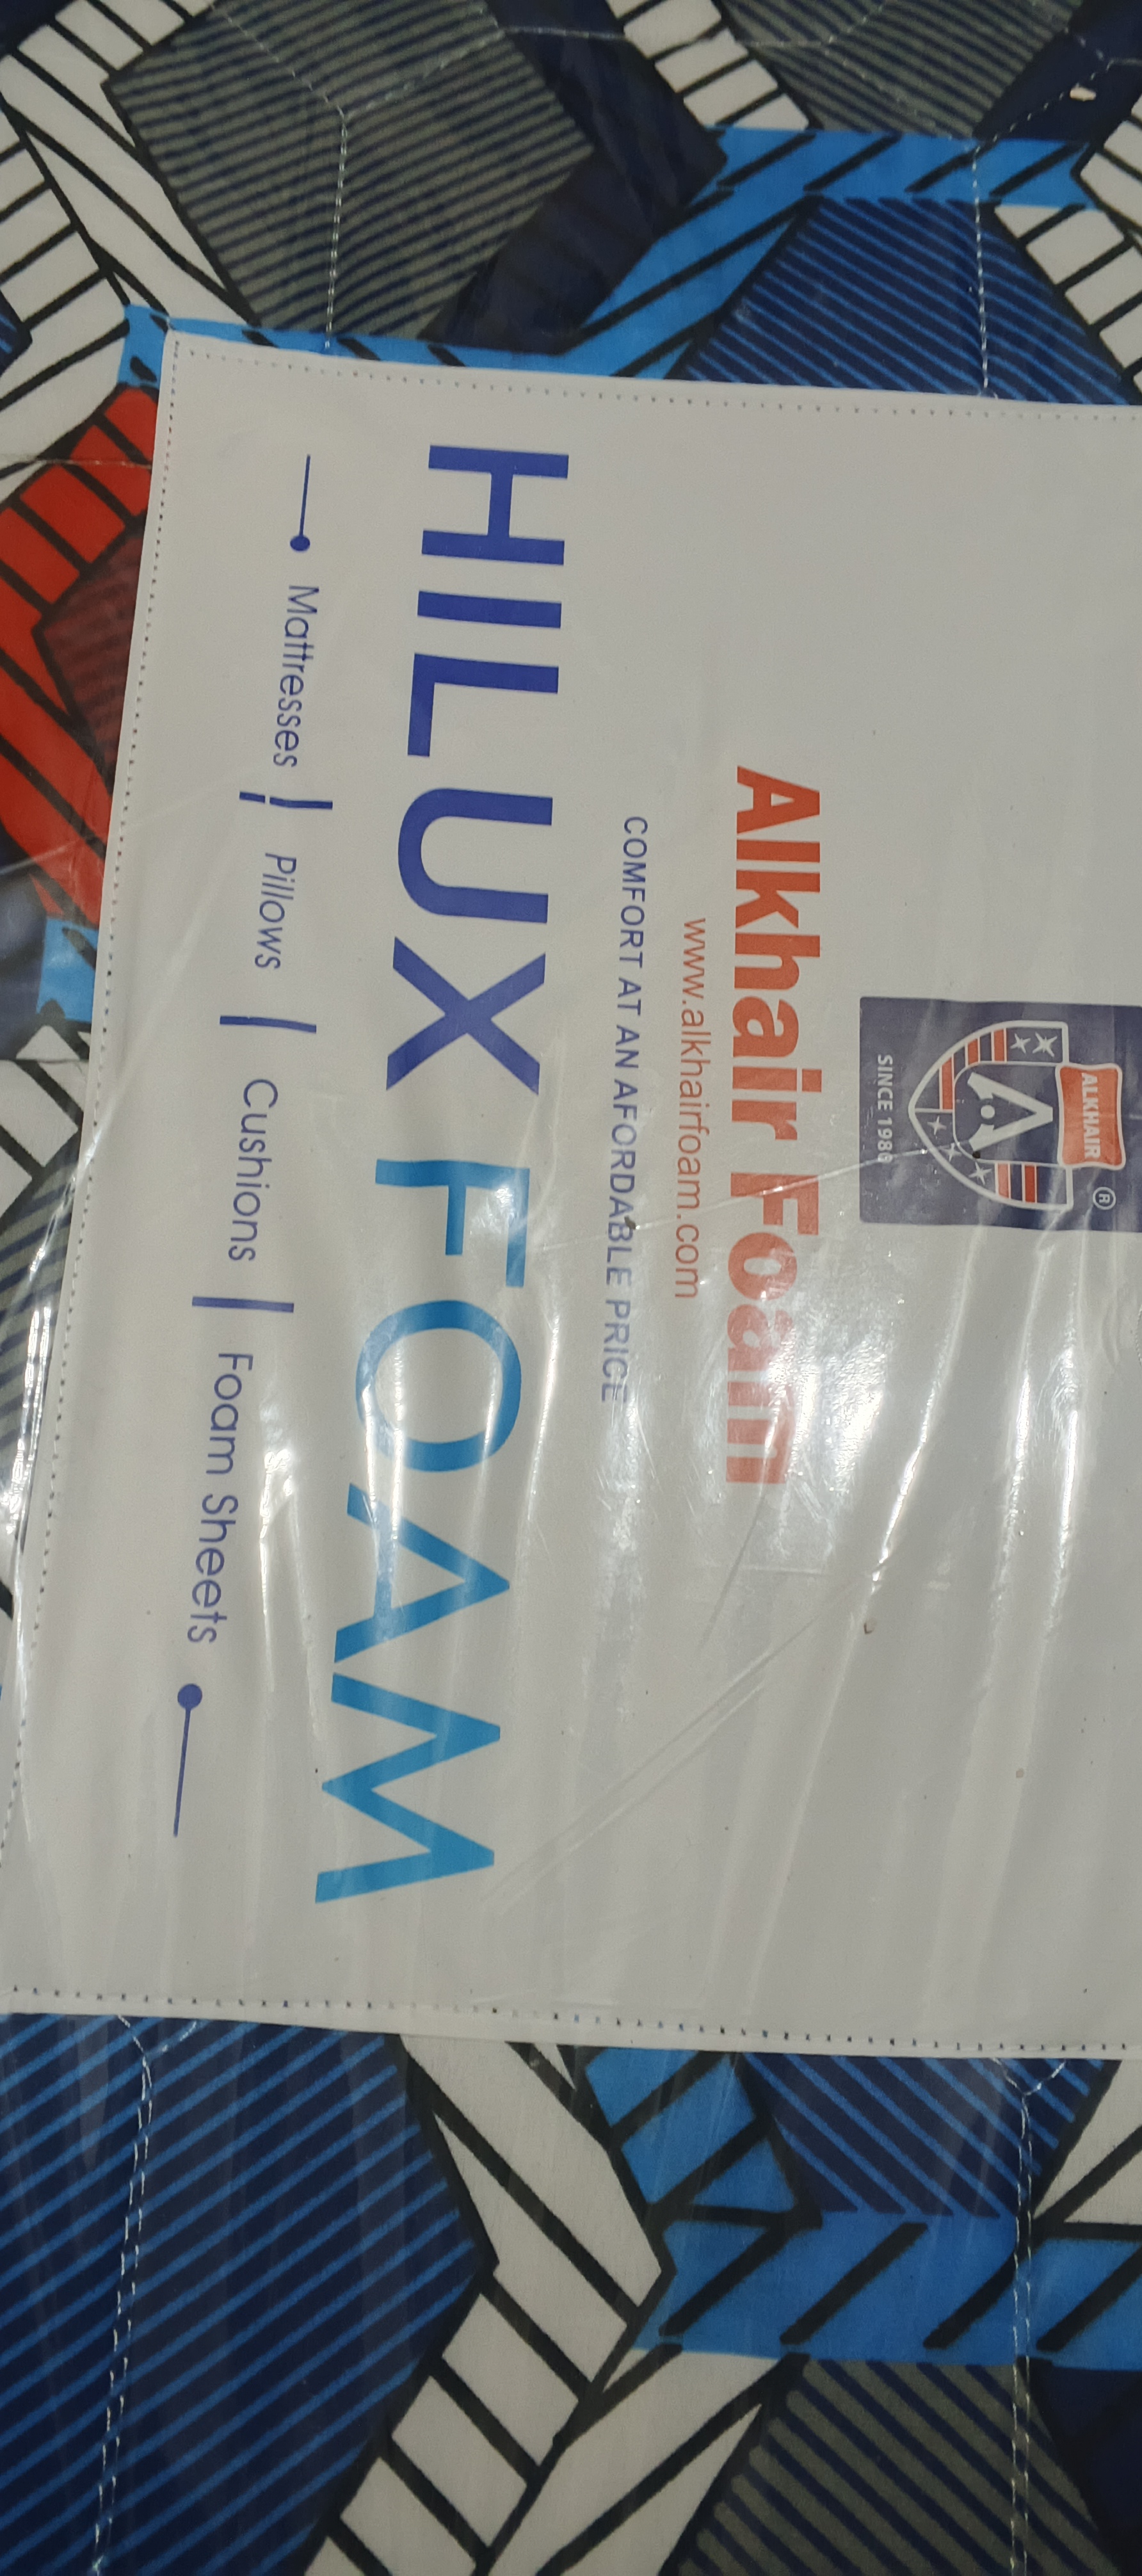 ALKHAIR
®
A
SINCE 1980
Alkhair Foam
www.alkhairfoam.com
COMFORT AT AN AFORDABLE PRICE
HILUX FOAM
Mattresses | Pillows | Cushions | Foam Sheets